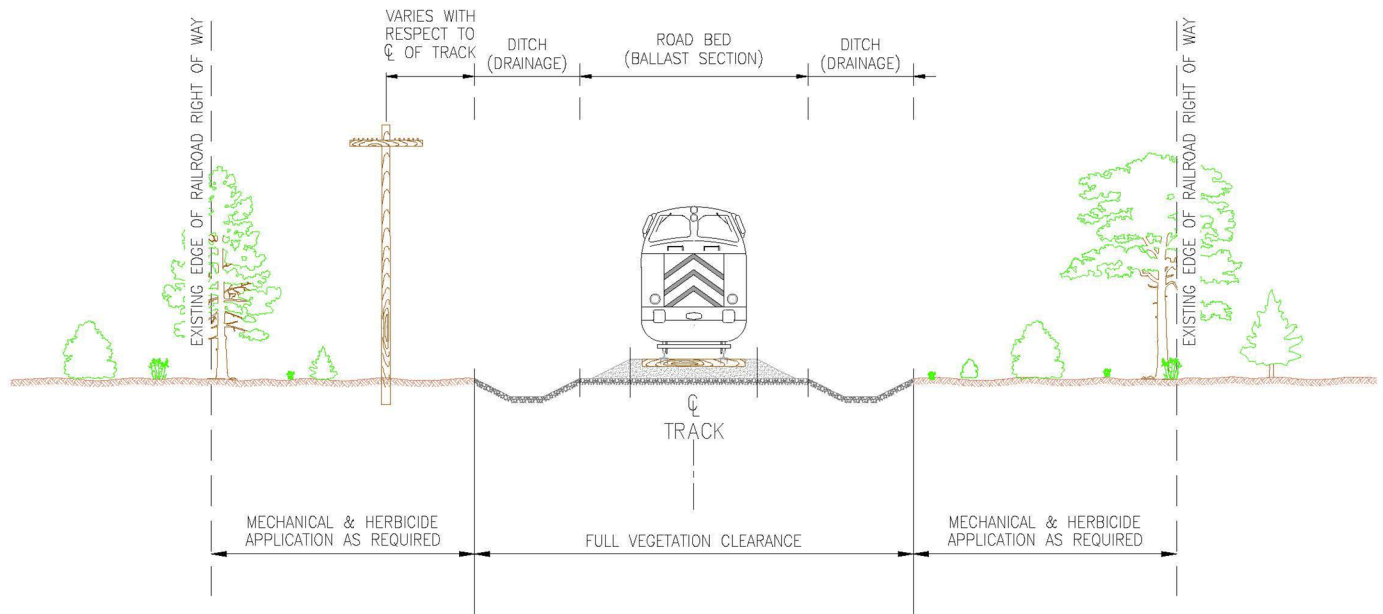 VARIES WITH
RESPECT TO
℄ OF TRACK
DITCH
(DRAINAGE)
ROAD BED
(BALLAST SECTION)
DITCH
(DRAINAGE)
EXISTING EDGE OF RAILROAD RIGHT OF WAY
EXISTING EDGE OF RAILROAD RIGHT OF WAY
℄
TRACK
MECHANICAL & HERBICIDE
APPLICATION AS REQUIRED
FULL VEGETATION CLEARANCE
MECHANICAL & HERBICIDE
APPLICATION AS REQUIRED